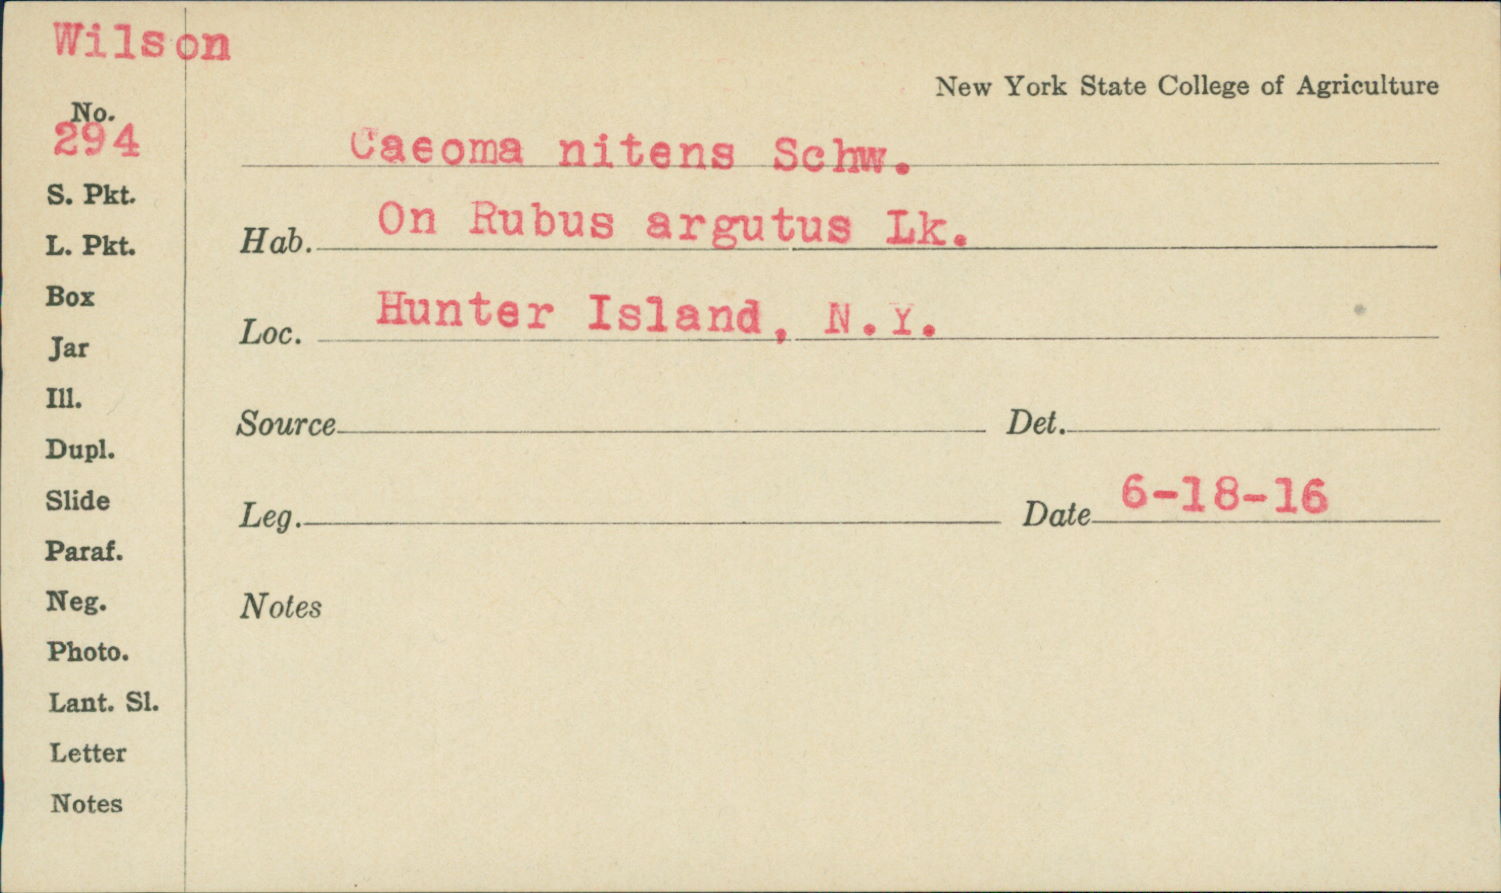 Wilson
New York State College of Agriculture
No.
294
Caeoma nitens Schw.
S. Pkt.
Hab. On Rubus argutus Lk.
L. Pkt.
Box
Loc. Hunter Island, N.Y.
Jar
Ill.
Source Det.
Dupl.
Slide
Leg. Date 6-18-16
Paraf.
Neg.
Notes
Photo.
Lant. Sl.
Letter
Notes